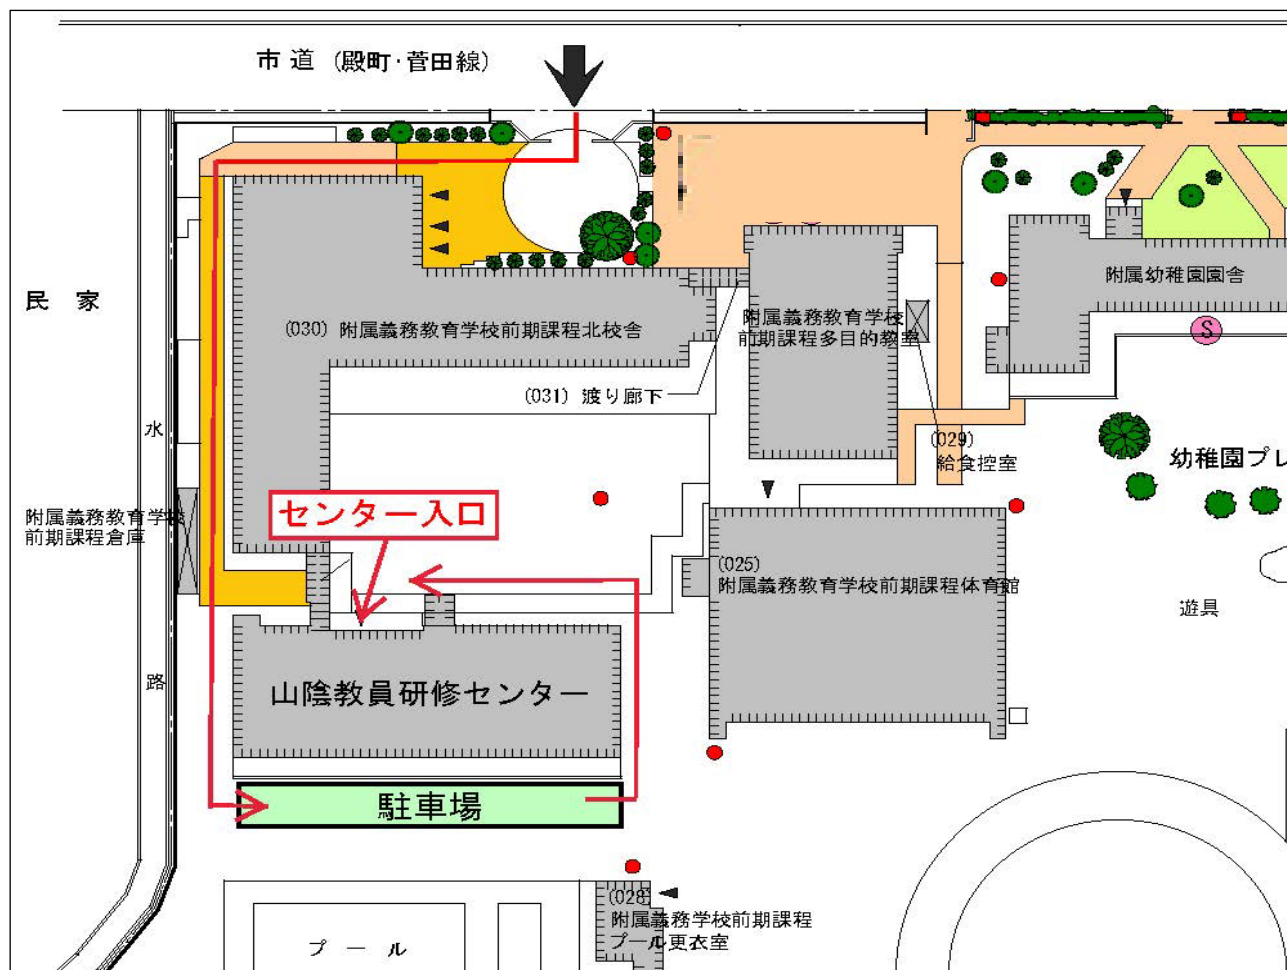 市 道 (殿町・菅田線)
民 家
附属幼稚園園舎
(030) 附属義務教育学校前期課程北校舎
附属義務教育学校
前期課程多目的教室
S
(031) 渡り廊下
水
路
(029)
給食控室
幼稚園プレ
センター入口
附属義務教育学校
前期課程倉庫
(025)
附属義務教育学校前期課程体育館
遊具
山陰教員研修センター
駐車場
(028)
附属義務学校前期課程
プール更衣室
プ ー ル